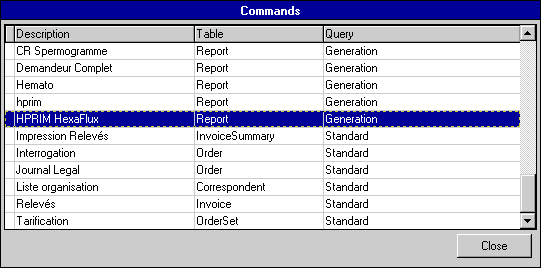 Commands
Description Table Query
CR Spermogramme Report Generation
Demandeur Complet Report Generation
Hemato Report Generation
hprim Report Generation
HPRIM HexaFlux Report Generation
Impression Relevés InvoiceSummary Standard
Interrogation Order Standard
Journal Legal Order Standard
Liste organisation Correspondent Standard
Relevés Invoice Standard
Tarification OrderSet Standard
Close